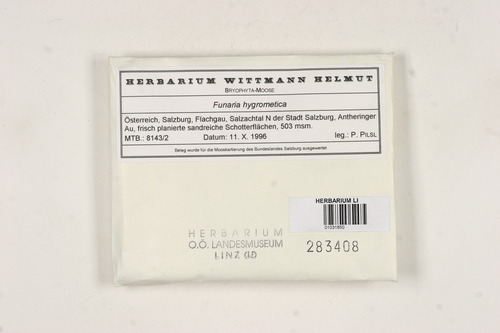 HERBARIUM WITTMANN HELMUT
BRYOPHYTA-MOOSE
Funaria hygrometica
Österreich, Salzburg, Flachgau, Salzachtal N der Stadt Salzburg, Antheringer
Au, frisch planierte sandreiche Schotterflächen, 503 msm.
MTB.: 8143/2 Datum: 11. X. 1996 leg.: P. PILSL
Beleg wurde für die Mooskartierung des Bundeslandes Salzburg ausgewertet
HERBARIUM LI
01031850
HERBARIUM
O.Ö. LANDESMUSEUM
LINZ (LI)
283408